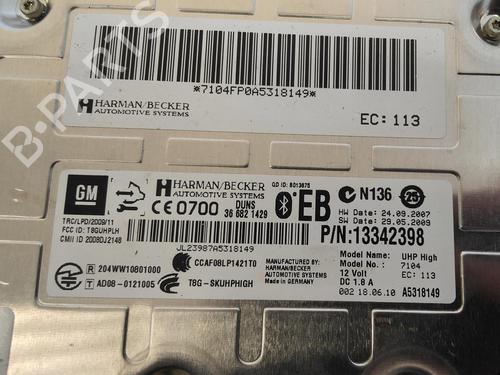 *7104FP0A5318149*
HARMAN/BECKER
AUTOMOTIVE SYSTEMS
EC: 113
B-PARTS
GM
HARMAN/BECKER
AUTOMOTIVE SYSTEMS
QD ID: B013675
N136
CE 0700
DUNS
36 682 1429
EB
HW Date: 24.09.2007
SW Date: 29.05.2009
TRC/LPD/2009/11
FCC ID: T8GUHPLH
CMII ID: 2008DJ2148
P/N:13342398
JL23987A5318149
R 204WW10801000
T AD08-0121005
CCAF08LP1421T0
T8G-SKUHPHIGH
MANUFACTURED BY
HARMAN/BECKER
AUTOMOTIVE SYSTEMS
Made in GERMANY
Model Name: UHP High
Model No.: 7104
12 Volt EC: 113
DC 1.8 A
002 18.06.10 A5318149